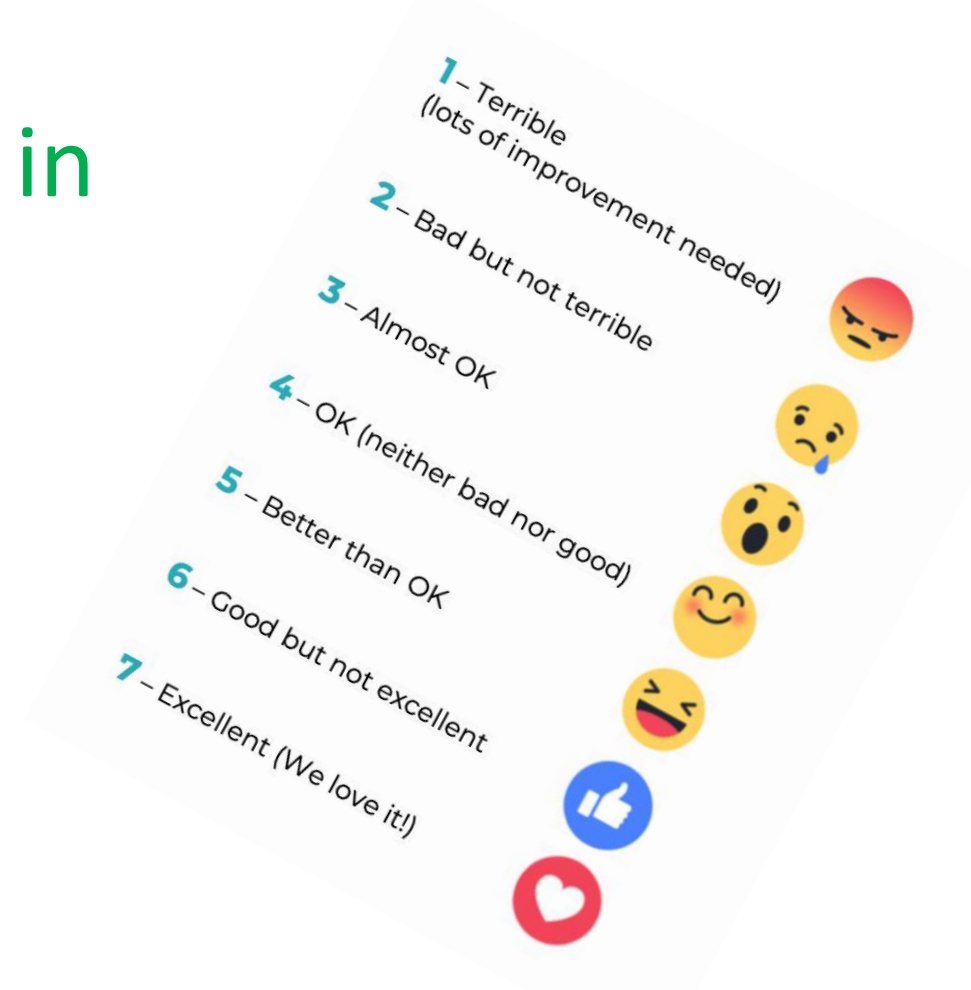 in
1 – Terrible
(lots of improvement needed)
2 – Bad but not terrible
3 – Almost OK
4 – OK (neither bad nor good)
5 – Better than OK
6 – Good but not excellent
7 – Excellent (We love it!)